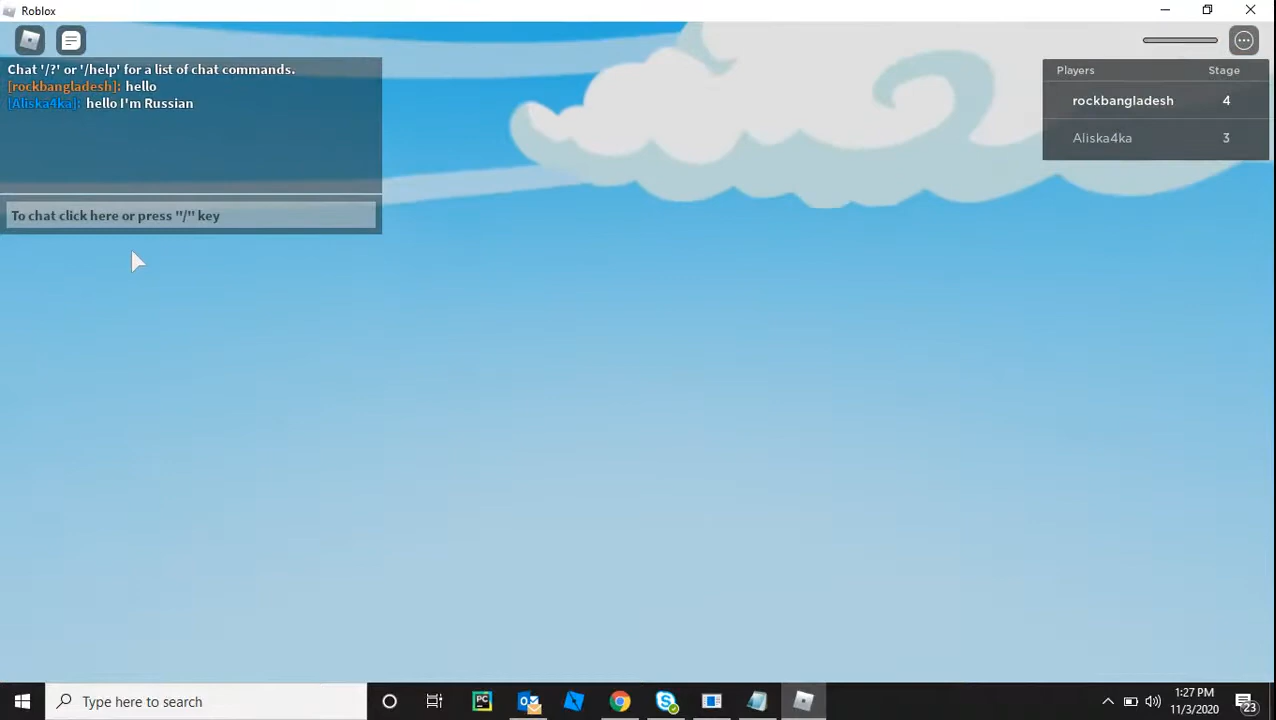 Roblox
Chat '/?' or '/help' for a list of chat commands.
[rockbangladesh]: hello
[Aliska4ka]: hello I'm Russian
To chat click here or press "/" key
Players Stage
rockbangladesh 4
Aliska4ka 3
Type here to search
PC
1:27 PM
11/3/2020
23